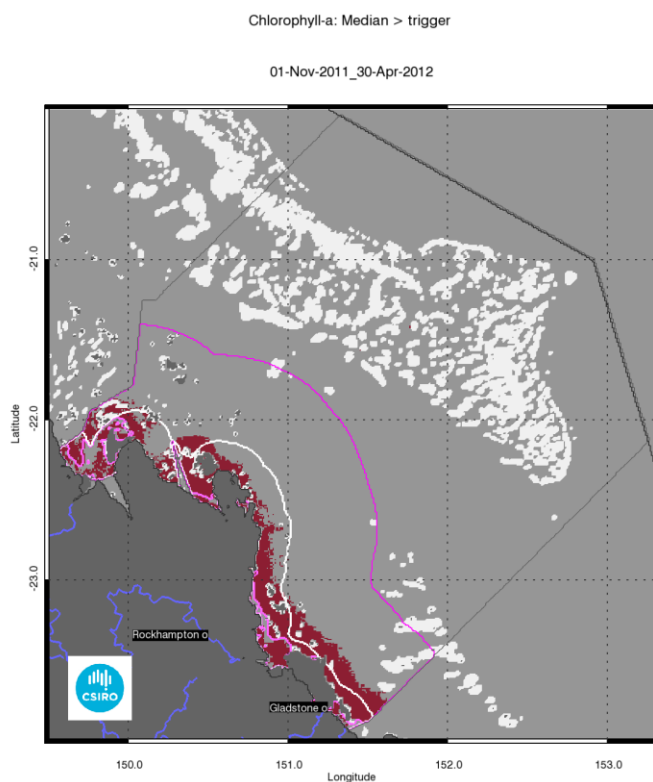 Chlorophyll-a: Median > trigger
01-Nov-2011_30-Apr-2012
Latitude
-21.0
22.0
-23.0
Rockhampton o
CSIRO
Gladstone o
150.0
151.0
152.0
153.0
Longitude